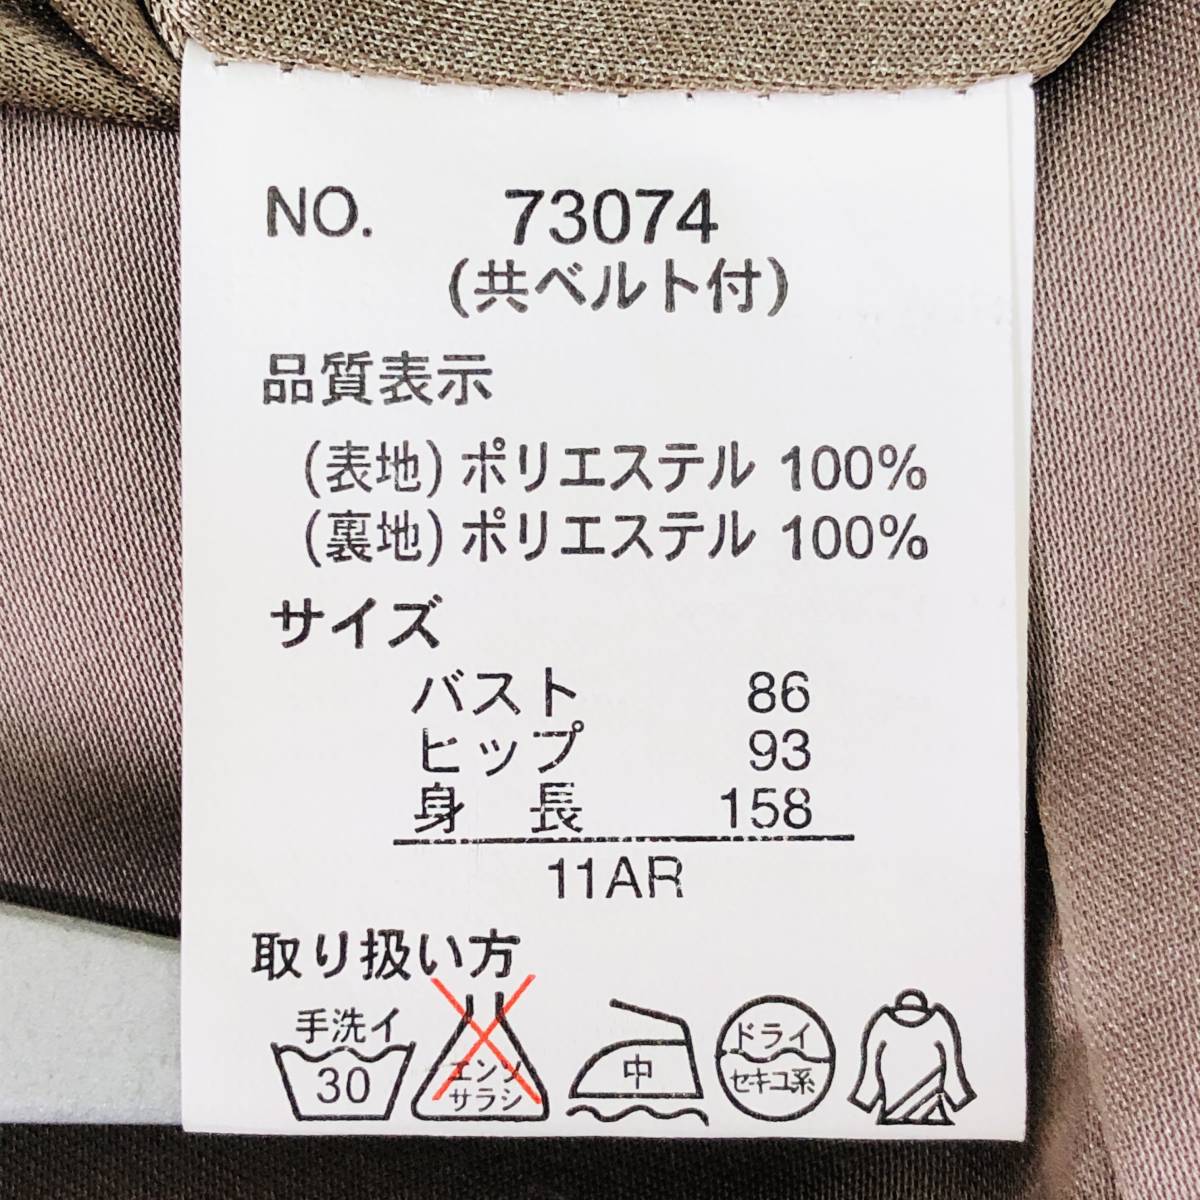 NO. 73074
(共ベルト付)
品質表示
(表地) ポリエステル 100%
(裏地) ポリエステル 100%
サイズ
バスト 86
ヒップ 93
身 長 158
11AR
取り扱い方
手洗イ
30
エンソ
サラシ
中
ドライ
セキユ系